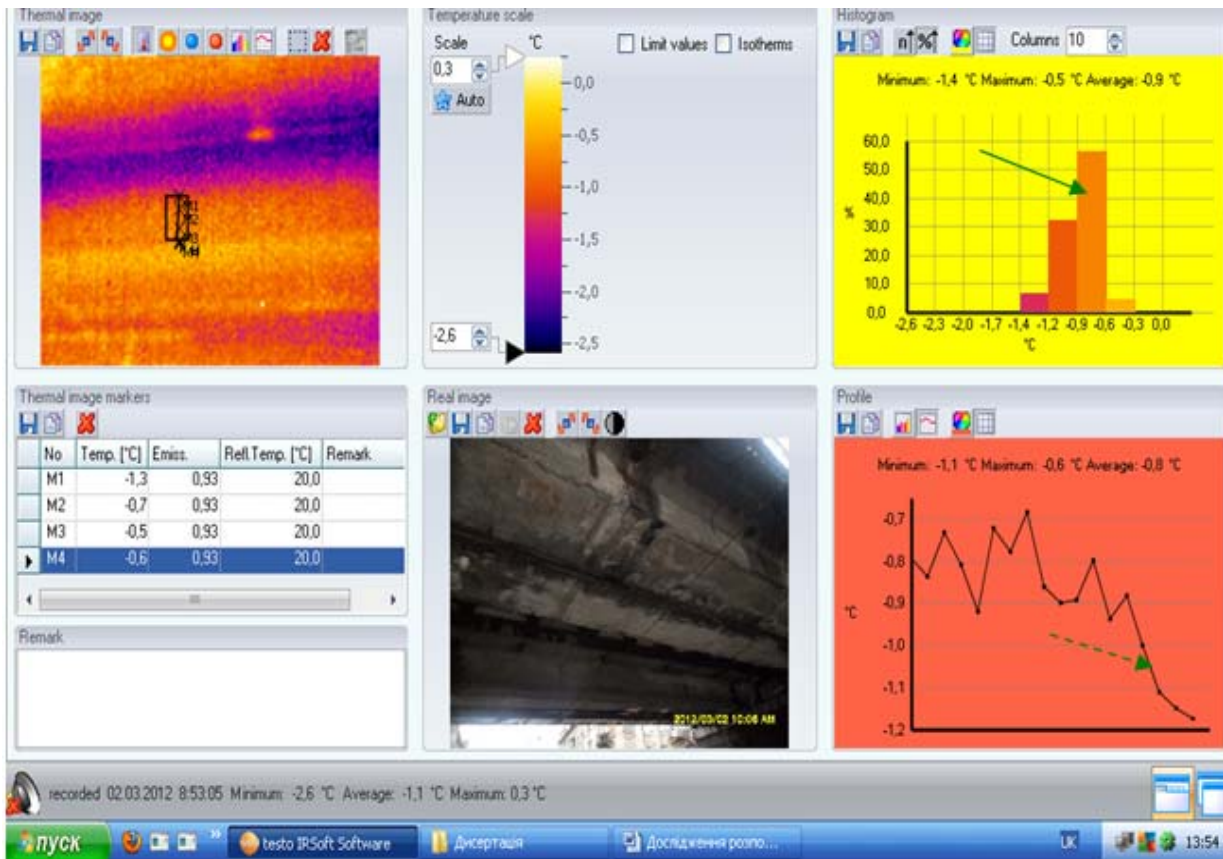 Thermal image
Temperature scale
Scale
°C
0,3
Auto
-2,6
Limit values
Isotherms
0,0
-0,5
-1,0
-1,5
-2,0
-2,5
Histogram
n %
Columns 10
Minimum: -1,4 °C Maximum: -0,5 °C Average: -0,9 °C
60,0
50,0
40,0
30,0
20,0
10,0
0,0
%
-2,6 -2,3 -2,0 -1,7 -1,4 -1,2 -0,9 -0,6 -0,3 0,0
°C
Thermal image markers
No Temp. [°C] Emiss. Refl.Temp. [°C] Remark
M1 -1,3 0,93 20,0
M2 -0,7 0,93 20,0
M3 -0,5 0,93 20,0
M4 -0,6 0,93 20,0
Remark
Real image
2012/03/02 10:06 AM
Profile
Minimum: -1,1 °C Maximum: -0,6 °C Average: -0,8 °C
-0,7
-0,8
-0,9
-1,0
-1,1
-1,2
°C
recorded 02.03.2012 8:53:05 Minimum: -2,6 °C Average: -1,1 °C Maximum: 0,3 °C
пуск
testo IRSoft Software
Дисертація
Дослідження розпо...
UK
13:54